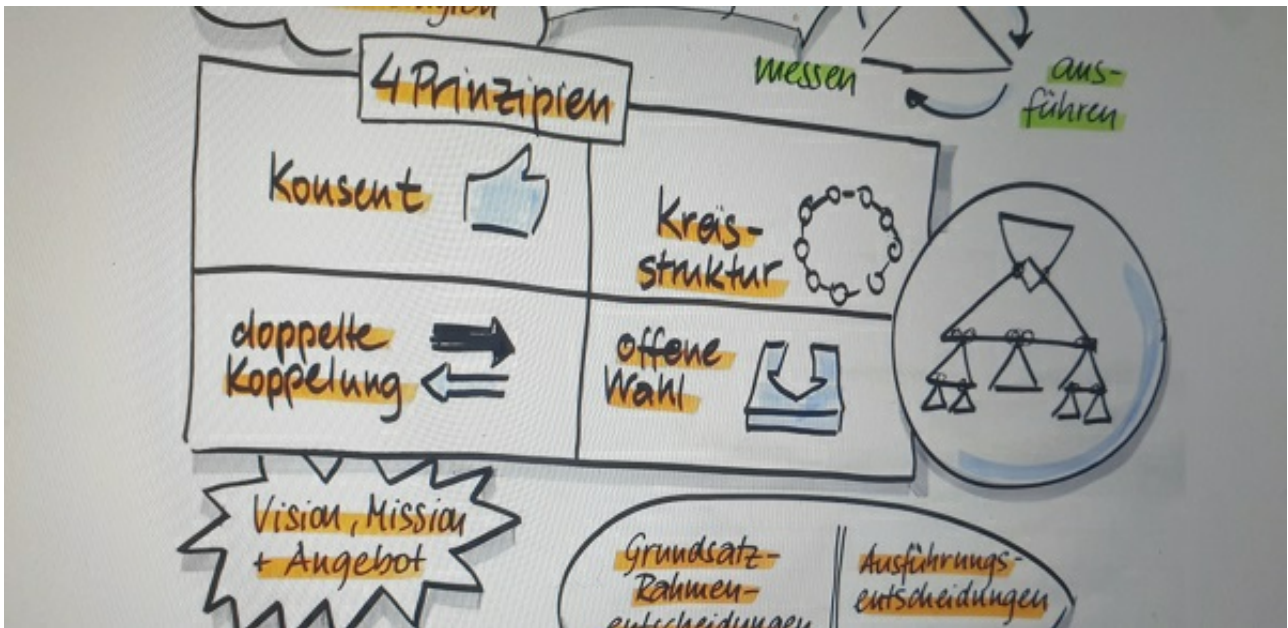 messen
aus-
führen
4 Prinzipien
Konsent
Kreis-
struktur
doppelte
Koppelung
offene
Wahl
Vision, Mission
+ Angebot
Grundsatz-
Rahmen-
entscheidungen
Ausführungs-
entscheidungen